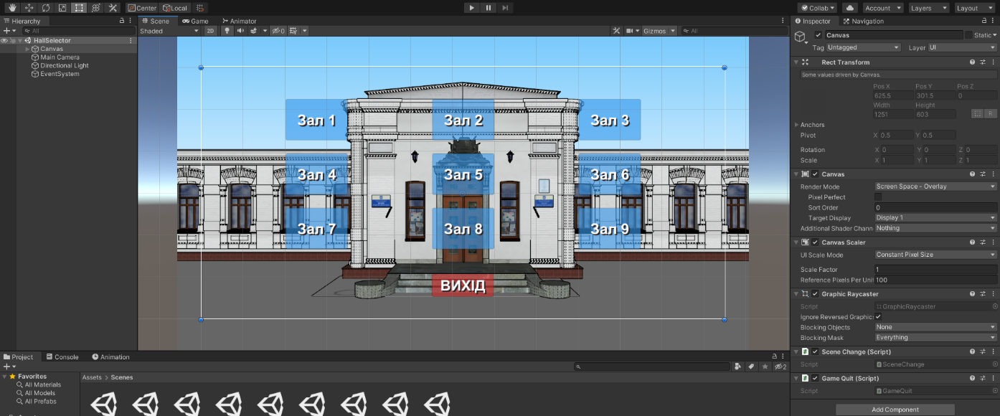 Center Local Collab Account Layers Layout
Hierarchy
All
HallSelector
Canvas
Main Camera
Directional Light
EventSystem
Scene Game Animator
Shaded 2D 0 Gizmos All
Зал 1 Зал 2 Зал 3
Зал 4 Зал 5 Зал 6
Зал 7 Зал 8 Зал 9
ВИХІД
Inspector Navigation
Canvas Static
Tag Untagged Layer UI
Rect Transform
Some values driven by Canvas.
Pos X Pos Y Pos Z
625.5 301.5 0
Width Height
1251 603 R
Anchors
Pivot X 0.5 Y 0.5
Rotation X 0 Y 0 Z 0
Scale X 1 Y 1 Z 1
Canvas
Render Mode Screen Space - Overlay
Pixel Perfect
Sort Order 0
Target Display Display 1
Additional Shader Chann Nothing
Canvas Scaler
UI Scale Mode Constant Pixel Size
Scale Factor 1
Reference Pixels Per Unit 100
Graphic Raycaster
Script GraphicRaycaster
Ignore Reversed Graphics
Blocking Objects None
Blocking Mask Everything
Scene Change (Script)
Script SceneChange
Game Quit (Script)
Script GameQuit
Add Component
Project Console Animation
2
Favorites
All Materials
All Models
All Prefabs
Assets > Scenes